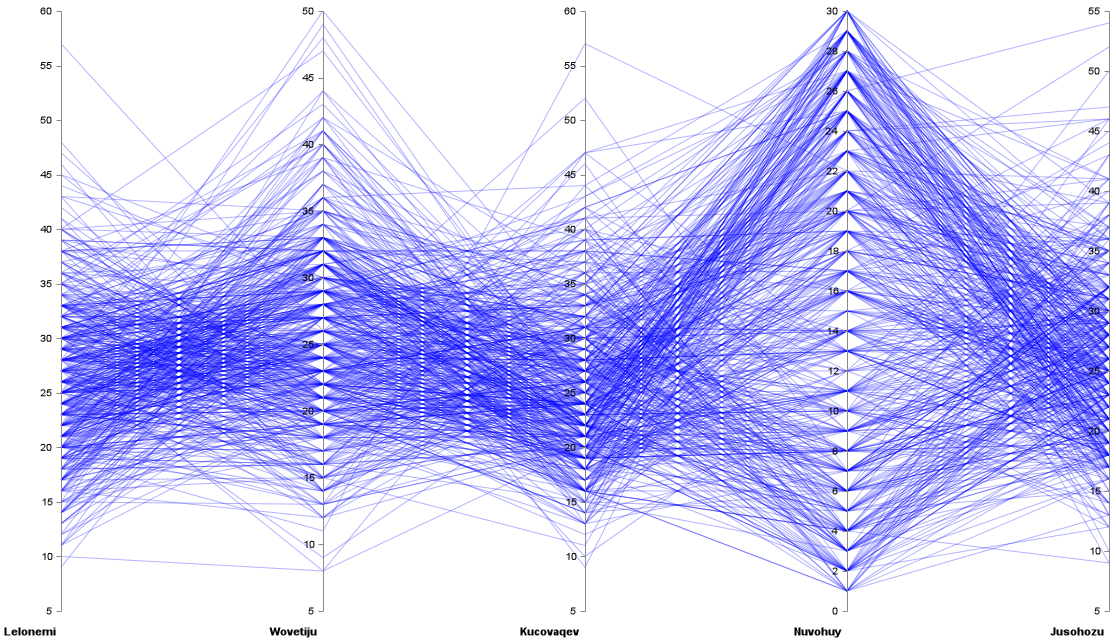 60 50 60 30 55
55 45 55 28 50
50 40 50 26 45
45 35 45 24 40
40 30 40 22 35
35 25 35 20 30
30 20 30 18 25
25 15 25 16 20
20 10 20 14 15
15 5 15 12 10
10 10 10 5
5 5 8
6
4
2
0
Lelonemi Wovetiju Kucovaqev Nuvohuy Jusohozu